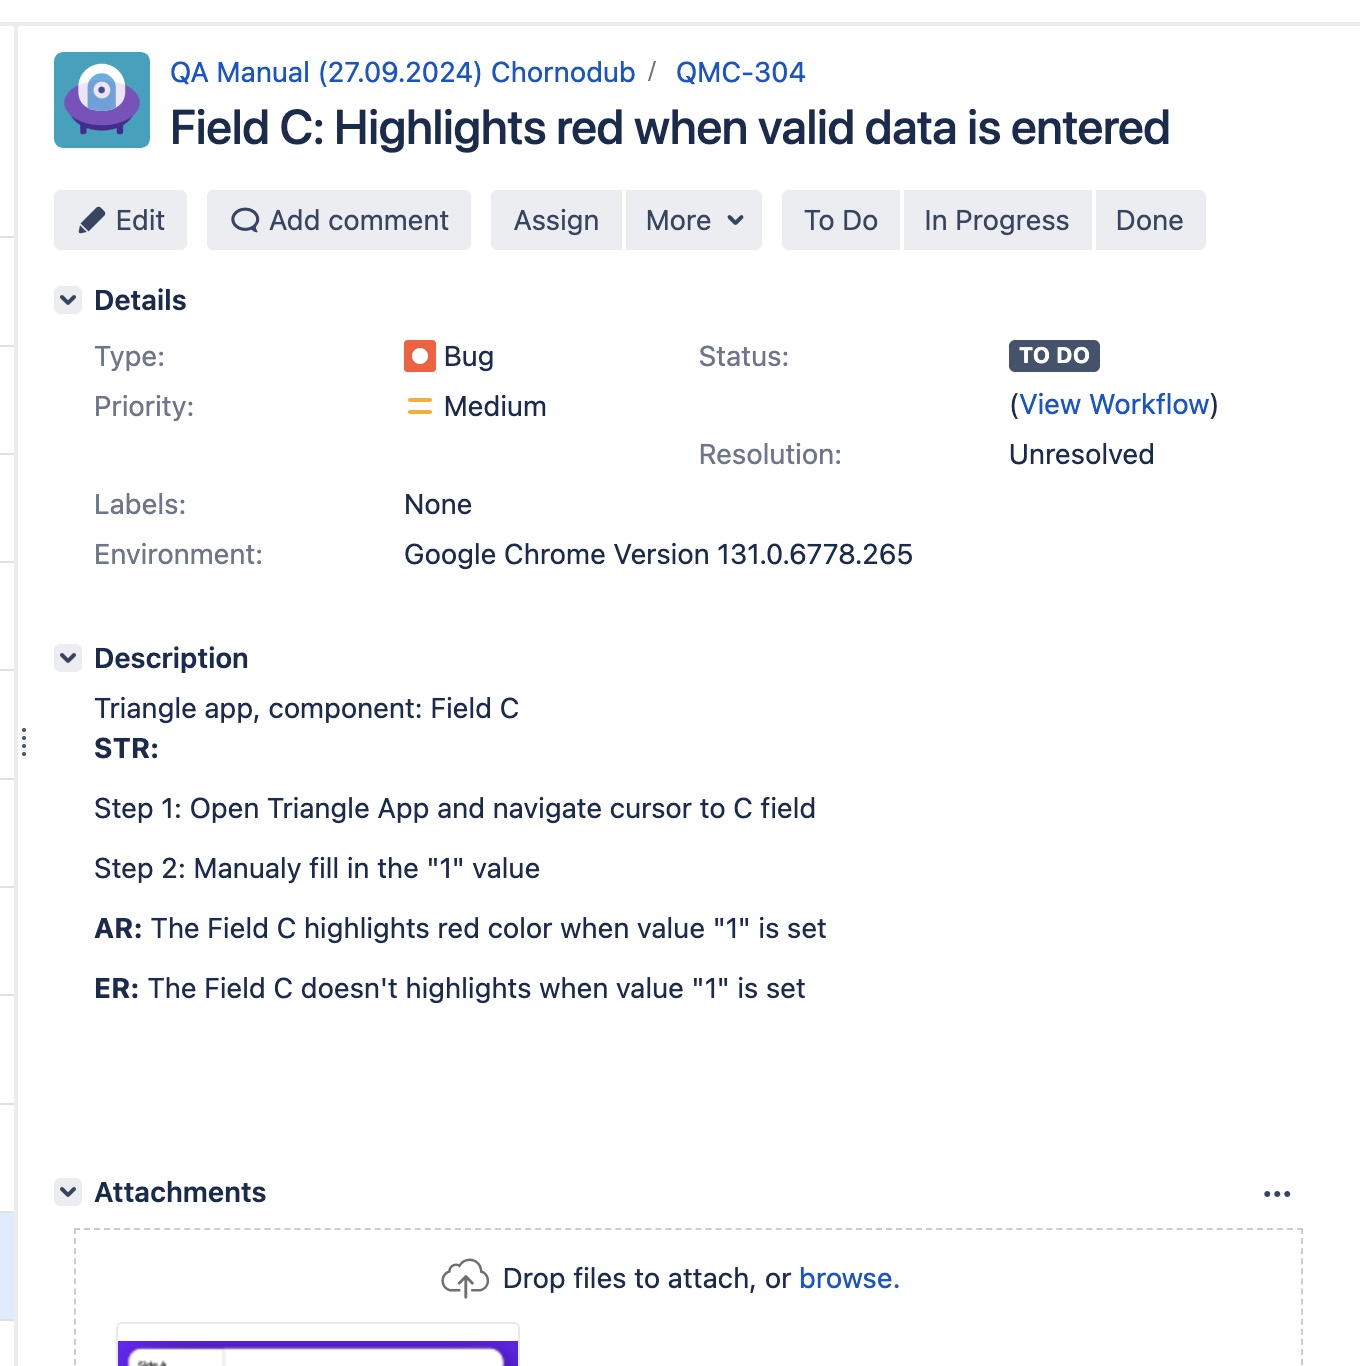 QA Manual (27.09.2024) Chornodub / QMC-304
Field C: Highlights red when valid data is entered
Edit Add comment Assign More To Do In Progress Done
Details
Type: Bug Status: TO DO
Priority: Medium (View Workflow)
Resolution: Unresolved
Labels: None
Environment: Google Chrome Version 131.0.6778.265
Description
Triangle app, component: Field C
STR:
Step 1: Open Triangle App and navigate cursor to C field
Step 2: Manualy fill in the "1" value
AR: The Field C highlights red color when value "1" is set
ER: The Field C doesn't highlights when value "1" is set
Attachments
Drop files to attach, or browse.